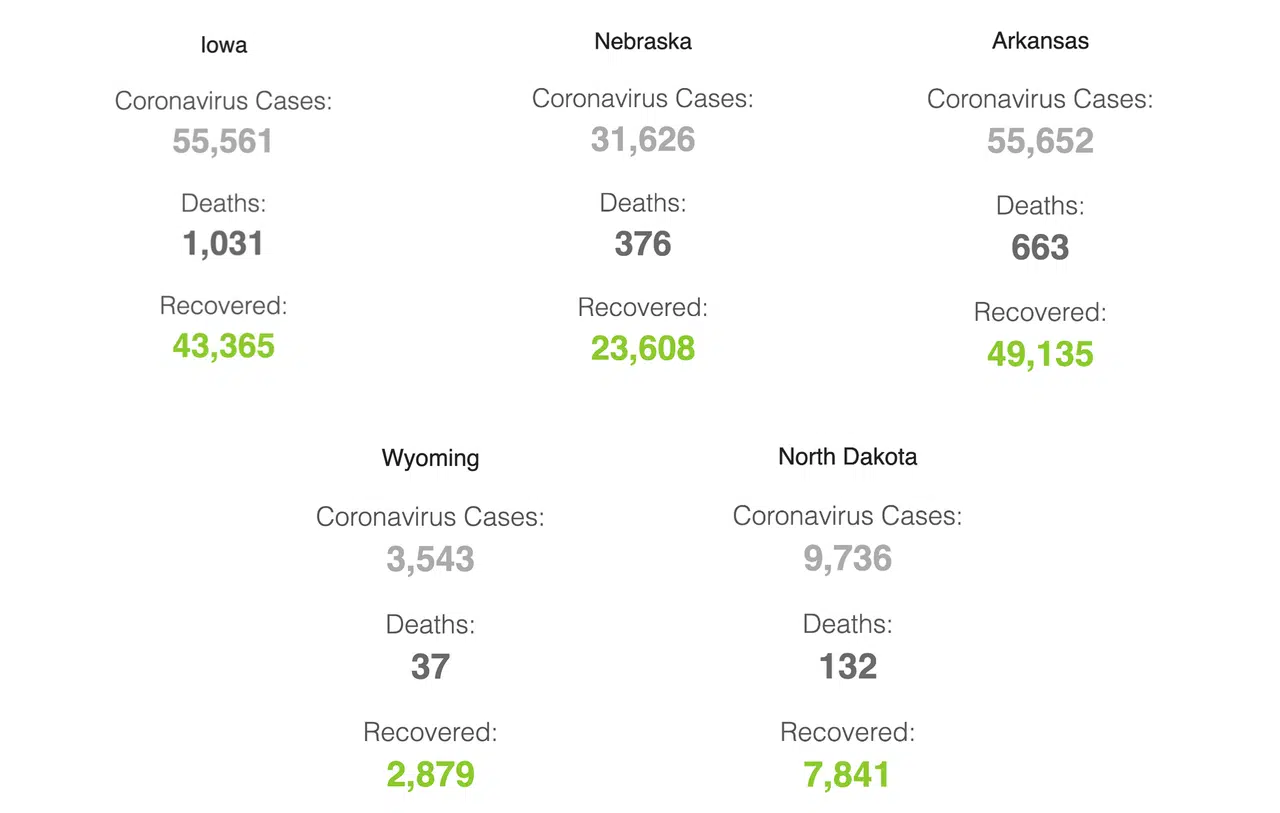 Iowa
Coronavirus Cases:
55,561
Deaths:
1,031
Recovered:
43,365
Nebraska
Coronavirus Cases:
31,626
Deaths:
376
Recovered:
23,608
Arkansas
Coronavirus Cases:
55,652
Deaths:
663
Recovered:
49,135
Wyoming
Coronavirus Cases:
3,543
Deaths:
37
Recovered:
2,879
North Dakota
Coronavirus Cases:
9,736
Deaths:
132
Recovered:
7,841